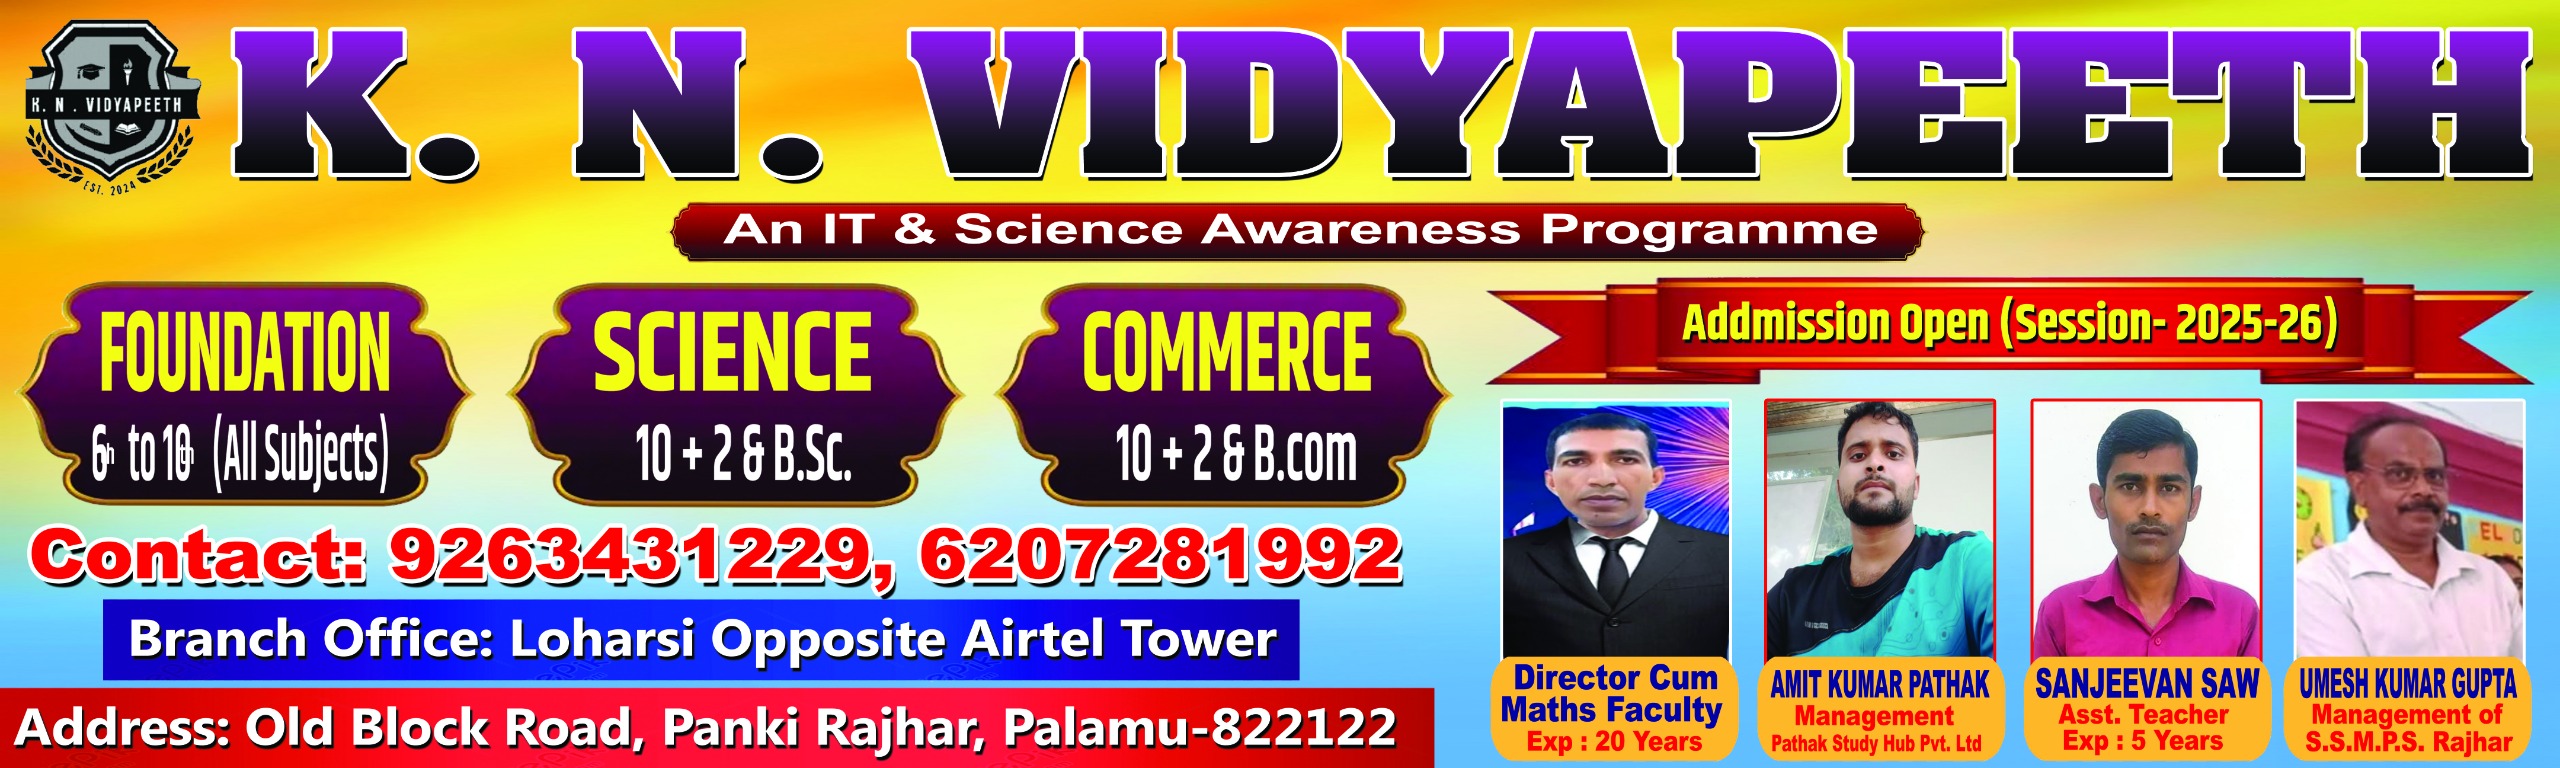 K. N. VIDYAPEETH
K. N. VIDYAPEETH
EST. 2024
An IT & Science Awareness Programme
FOUNDATION
6th to 10th (All Subjects)
SCIENCE
10 + 2 & B.Sc.
COMMERCE
10 + 2 & B.com
Addmission Open (Session- 2025-26)
Contact: 9263431229, 6207281992
Branch Office: Loharsi Opposite Airtel Tower
Address: Old Block Road, Panki Rajhar, Palamu-822122
Director Cum
Maths Faculty
Exp : 20 Years
AMIT KUMAR PATHAK
Management
Pathak Study Hub Pvt. Ltd
SANJEEVAN SAW
Asst. Teacher
Exp : 5 Years
EL O
UMESH KUMAR GUPTA
Management of
S.S.M.P.S. Rajhar